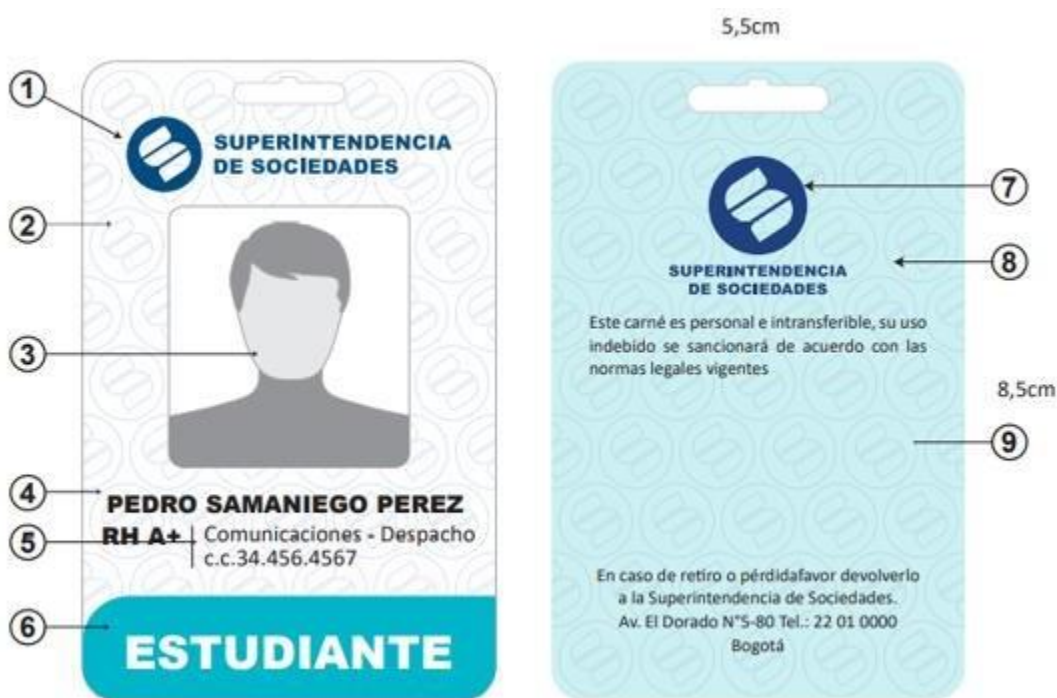 5,5cm
1
SUPERINTENDENCIA
DE SOCIEDADES
2
3
4
PEDRO SAMANIEGO PEREZ
5
RH A+
Comunicaciones - Despacho
c.c.34.456.4567
6
ESTUDIANTE
7
SUPERINTENDENCIA
DE SOCIEDADES
8
Este carné es personal e intransferible, su uso
indebido se sancionará de acuerdo con las
normas legales vigentes
8,5cm
9
En caso de retiro o pérdidafavor devolverlo
a la Superintendencia de Sociedades.
Av. El Dorado N°5-80 Tel.: 22 01 0000
Bogotá